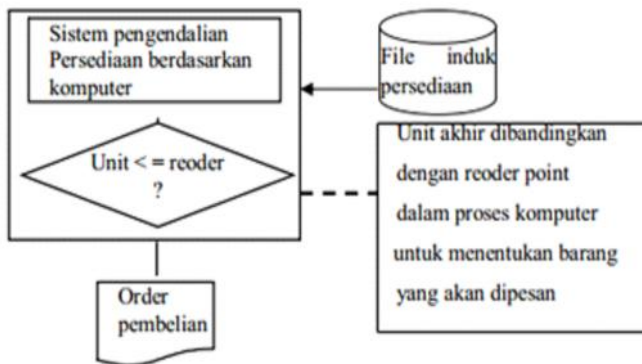 Sistem pengendalian
Persediaan berdasarkan
komputer
File induk
persediaan
Unit < = reoder
?
Unit akhir dibandingkan
dengan reoder point
dalam proses komputer
untuk menentukan barang
yang akan dipesan
Order
pembelian